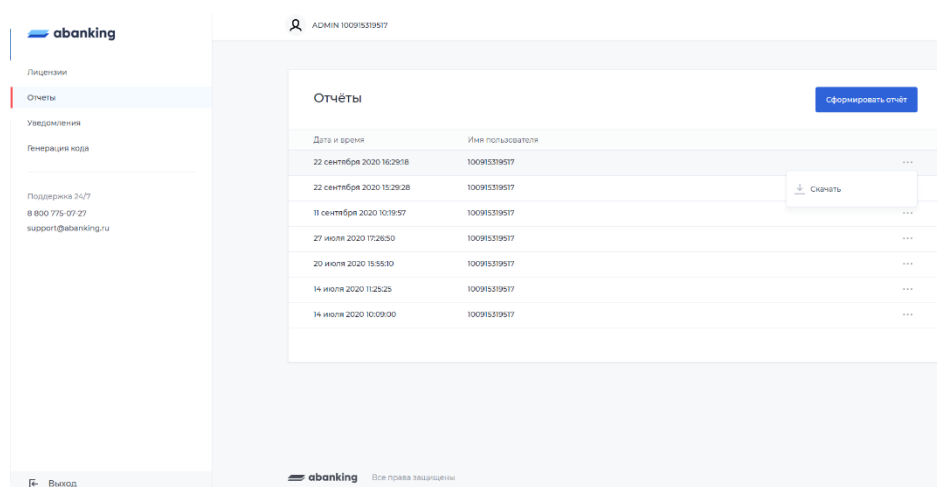 abanking
ADMIN 100915319517
Лицензии
Отчеты
Уведомления
Генерация кода
Поддержка 24/7
8 800 775-07-27
support@abanking.ru
Выход
Отчёты
Сформировать отчёт
Дата и время Имя пользователя
22 сентября 2020 16:29:18 100915319517 ...
22 сентября 2020 15:29:28 100915319517
Скачать
11 сентября 2020 10:19:57 100915319517 ...
27 июля 2020 17:26:50 100915319517 ...
20 июля 2020 15:55:10 100915319517 ...
14 июля 2020 11:25:25 100915319517 ...
14 июля 2020 10:09:00 100915319517 ...
abanking Все права защищены